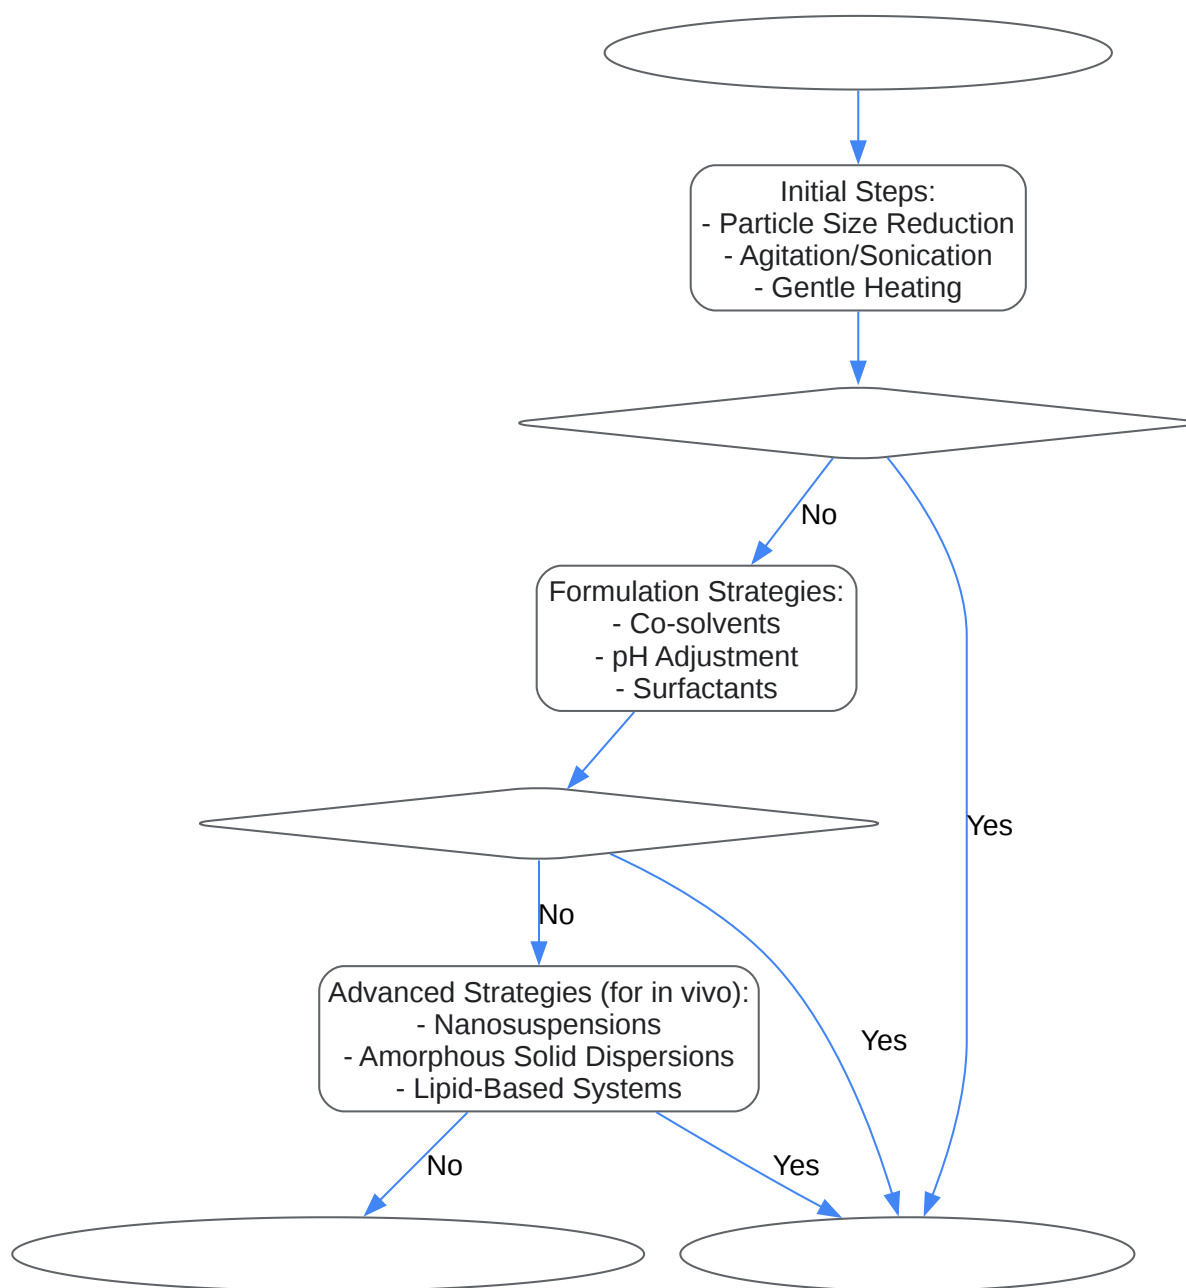 Initial Steps:
- Particle Size Reduction
- Agitation/Sonication
- Gentle Heating
No
Formulation Strategies:
- Co-solvents
- pH Adjustment
- Surfactants
Yes
No
Advanced Strategies (for in vivo):
- Nanosuspensions
- Amorphous Solid Dispersions
- Lipid-Based Systems
Yes
No
Yes